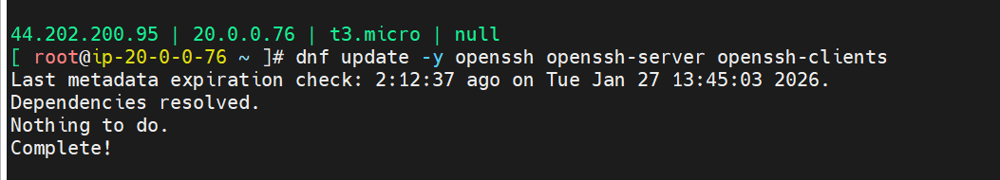 44.202.200.95 | 20.0.0.76 | t3.micro | null
[ root@ip-20-0-0-76 ~ ]# dnf update -y openssh openssh-server openssh-clients
Last metadata expiration check: 2:12:37 ago on Tue Jan 27 13:45:03 2026.
Dependencies resolved.
Nothing to do.
Complete!